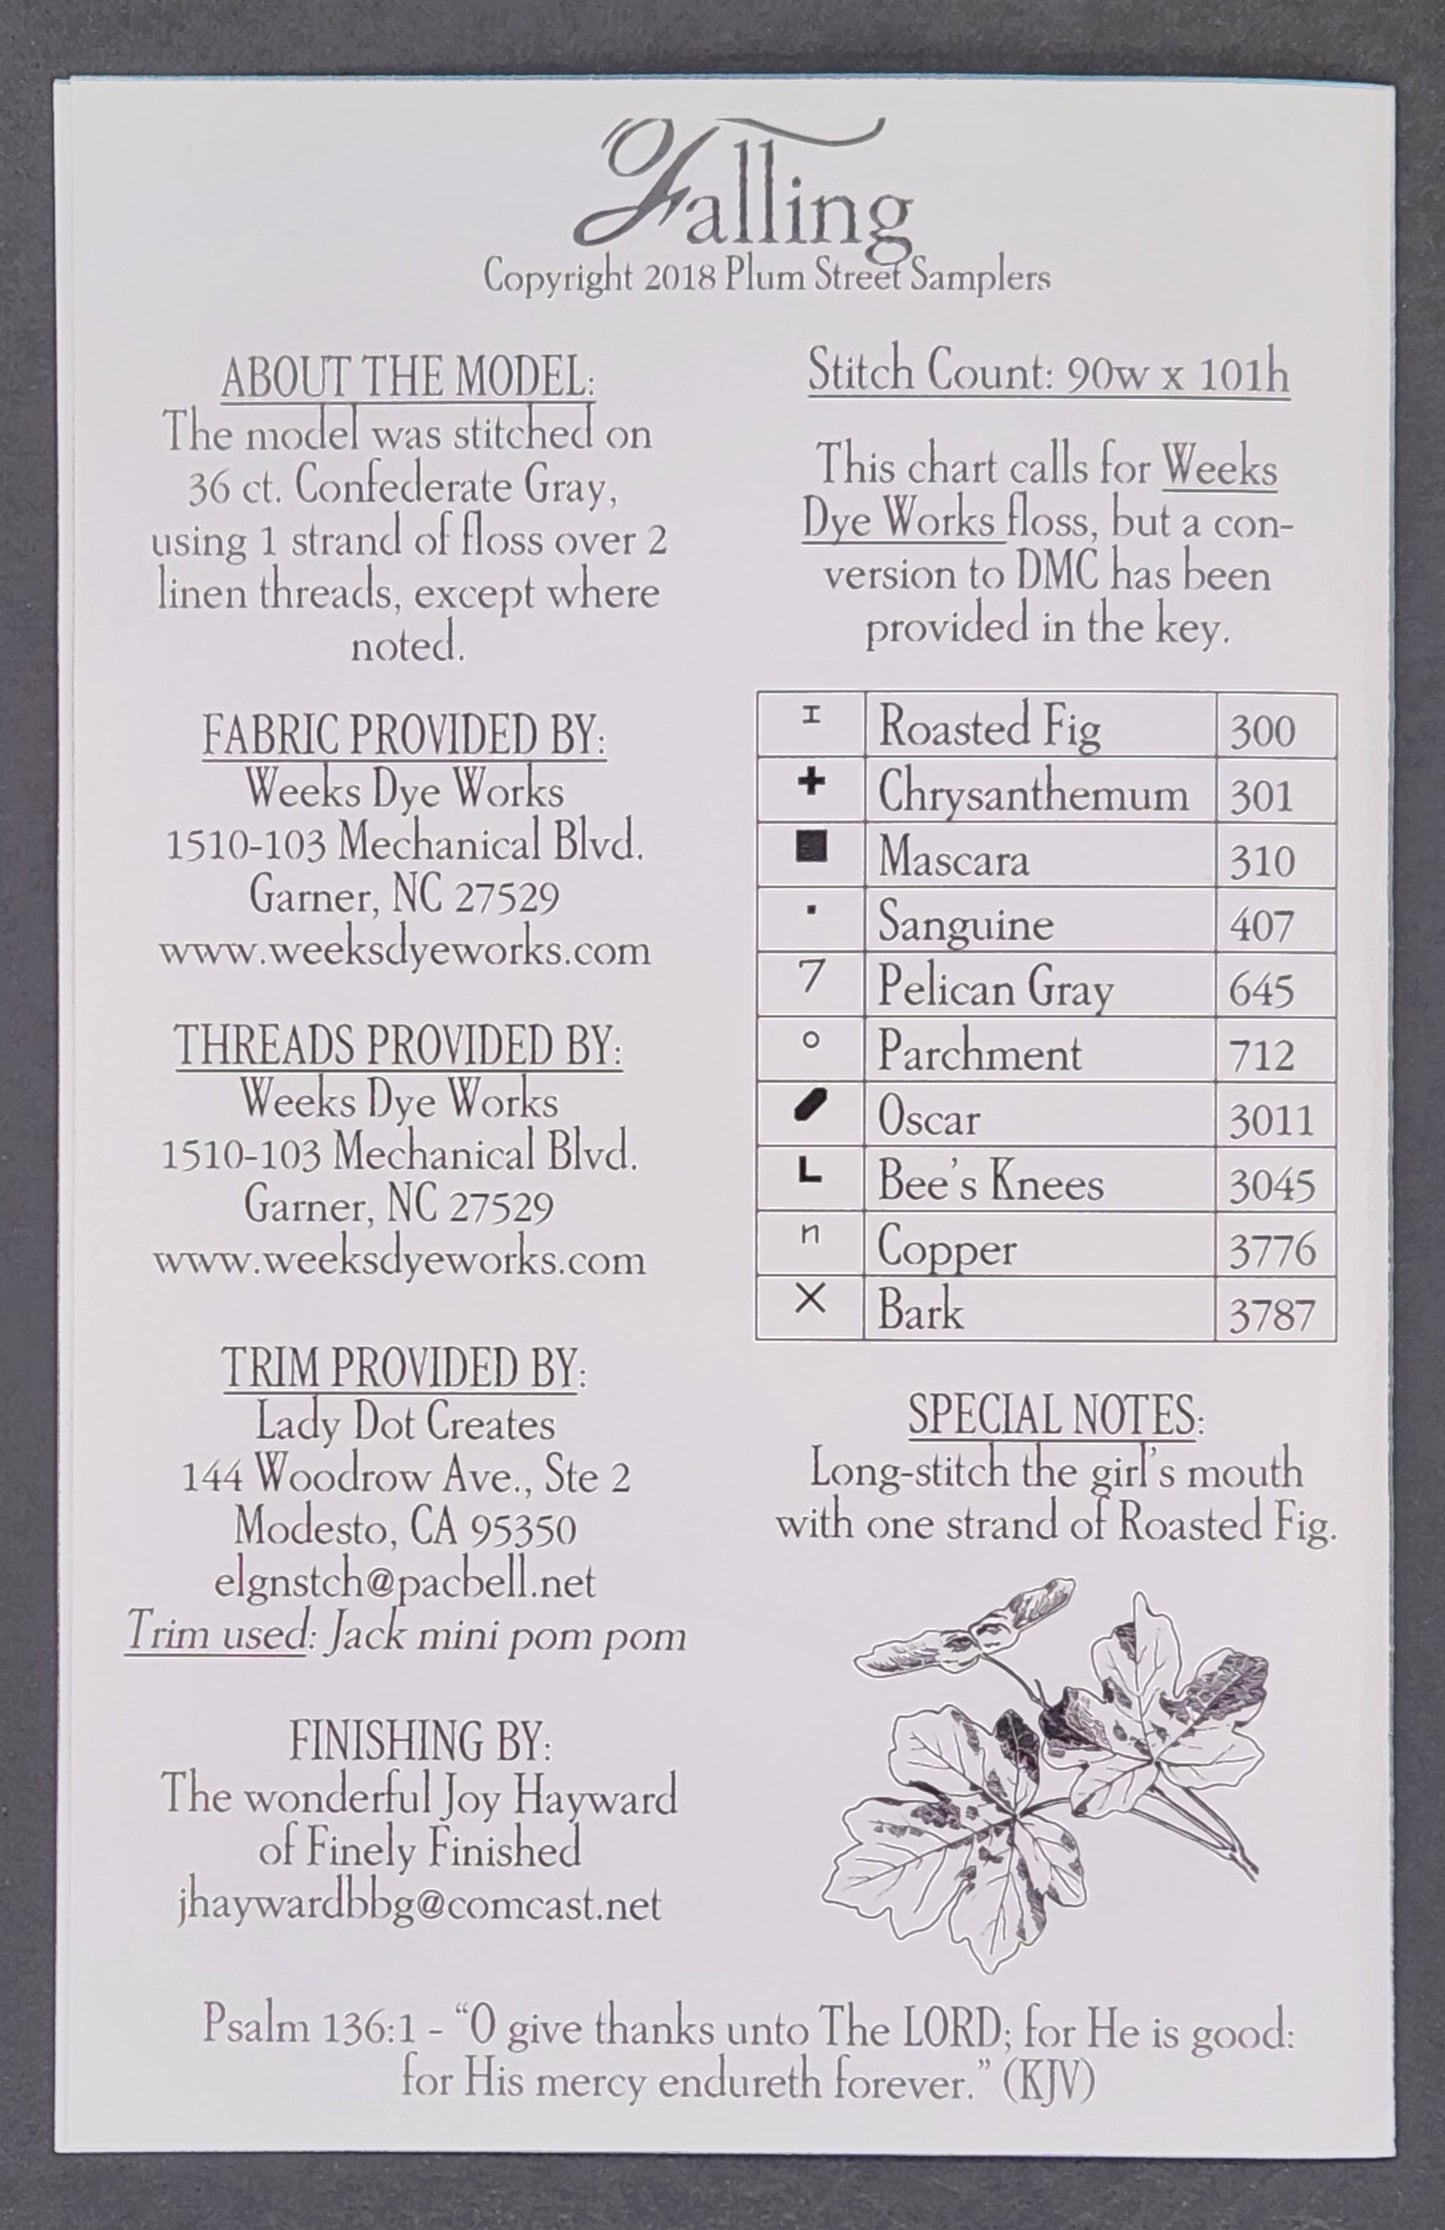 Falling
Copyright 2018 Plum Street Samplers
ABOUT THE MODEL:
The model was stitched on
36 ct. Confederate Gray,
using 1 strand of floss over 2
linen threads, except where
noted.
FABRIC PROVIDED BY:
Weeks Dye Works
1510-103 Mechanical Blvd.
Garner, NC 27529
www.weeksdyeworks.com
THREADS PROVIDED BY:
Weeks Dye Works
1510-103 Mechanical Blvd.
Garner, NC 27529
www.weeksdyeworks.com
TRIM PROVIDED BY:
Lady Dot Creates
144 Woodrow Ave., Ste 2
Modesto, CA 95350
elgnstch@pacbell.net
Trim used: Jack mini pom pom
FINISHING BY:
The wonderful Joy Hayward
of Finely Finished
jhaywardbbg@comcast.net
Stitch Count: 90w x 101h
This chart calls for Weeks
Dye Works floss, but a con-
version to DMC has been
provided in the key.
I Roasted Fig 300
+ Chrysanthemum 301
■ Mascara 310
▪ Sanguine 407
7 Pelican Gray 645
o Parchment 712
Oscar 3011
L Bee's Knees 3045
n Copper 3776
X Bark 3787
SPECIAL NOTES:
Long-stitch the girl's mouth
with one strand of Roasted Fig.
Psalm 136:1 - “O give thanks unto The LORD; for He is good:
for His mercy endureth forever.” (KJV)